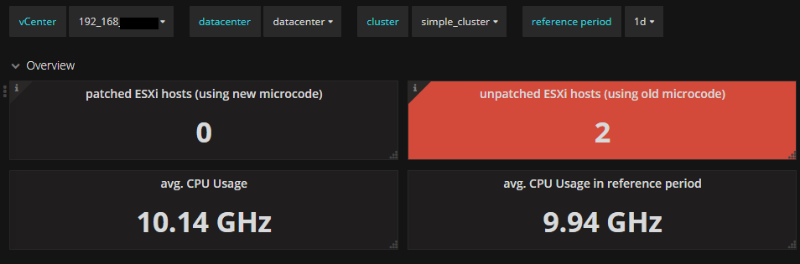 vCenter 192_168_ datacenter datacenter cluster simple_cluster reference period 1d
Overview
patched ESXi hosts (using new microcode)
0
unpatched ESXi hosts (using old microcode)
2
avg. CPU Usage
10.14 GHz
avg. CPU Usage in reference period
9.94 GHz